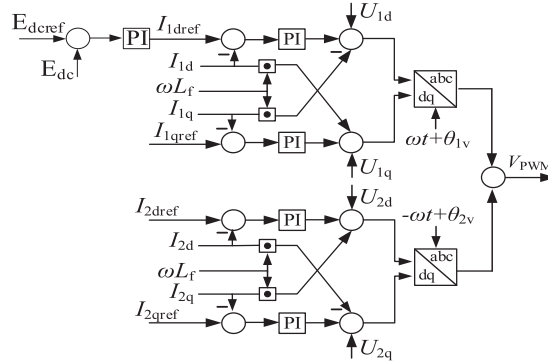 E_dcref
E_dc
PI
I_1dref
PI
U_1d
I_1d
ωL_f
I_1q
I_1qref
PI
U_1q
abc
dq
ωt+θ_1v
V_PWM
I_2dref
PI
U_2d
I_2d
ωL_f
I_2q
I_2qref
PI
U_2q
-ωt+θ_2v
abc
dq